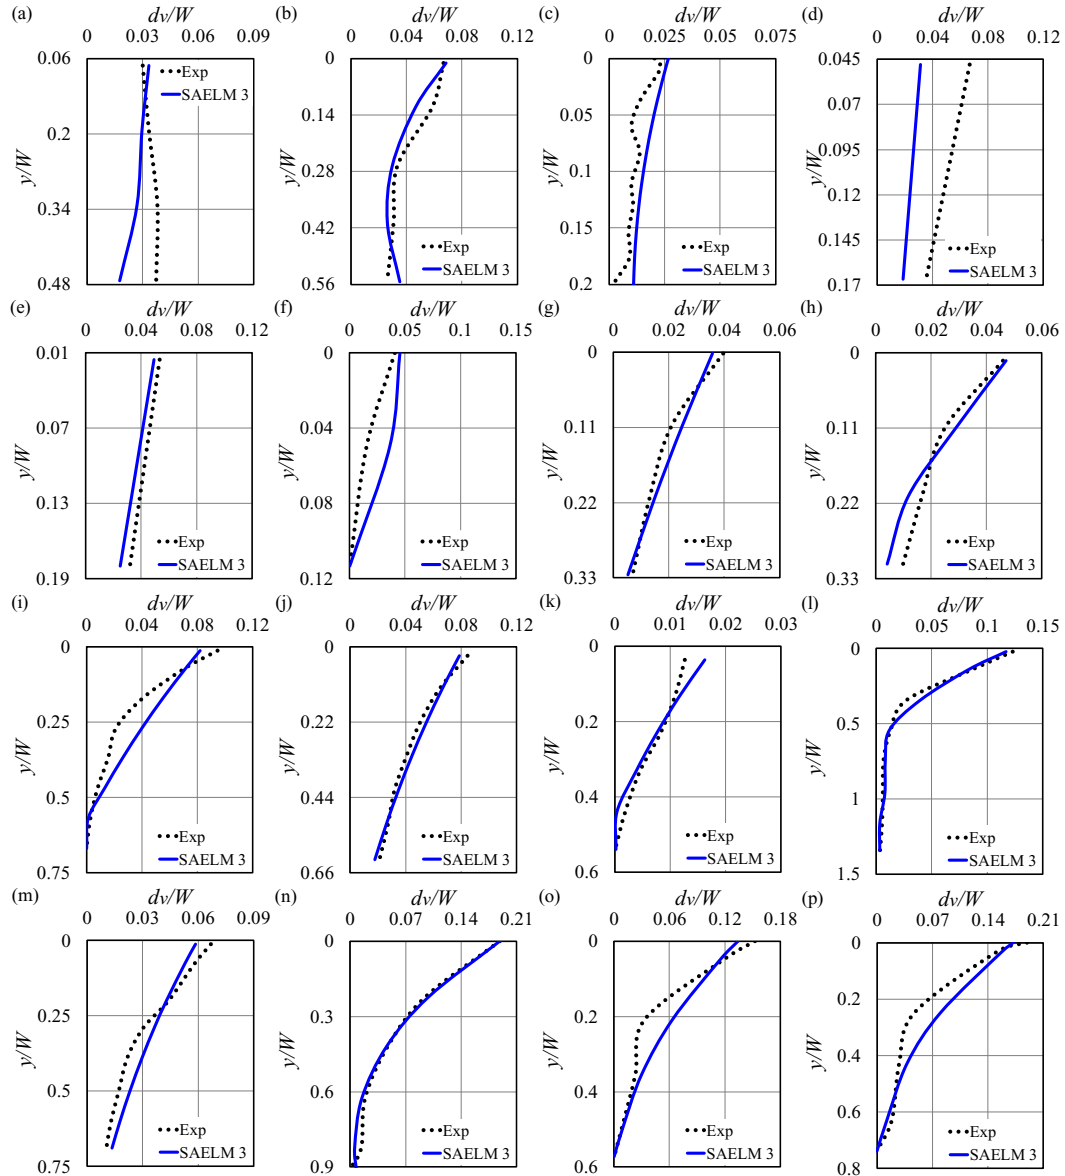 (a) dv/W
0 0.03 0.06 0.09
0.06
0.2
0.34
0.48
y/W
Exp
SAELM 3
(b) dv/W
0 0.04 0.08 0.12
0
0.14
0.28
0.42
0.56
y/W
Exp
SAELM 3
(c) dv/W
0 0.025 0.05 0.075
0
0.05
0.1
0.15
0.2
y/W
Exp
SAELM 3
(d) dv/W
0 0.04 0.08 0.12
0.045
0.07
0.095
0.12
0.145
0.17
y/W
Exp
SAELM 3
(e) dv/W
0 0.04 0.08 0.12
0.01
0.07
0.13
0.19
y/W
Exp
SAELM 3
(f) dv/W
0 0.05 0.1 0.15
0
0.04
0.08
0.12
y/W
Exp
SAELM 3
(g) dv/W
0 0.02 0.04 0.06
0
0.11
0.22
0.33
y/W
Exp
SAELM 3
(h) dv/W
0 0.02 0.04 0.06
0
0.11
0.22
0.33
y/W
Exp
SAELM 3
(i) dv/W
0 0.04 0.08 0.12
0
0.25
0.5
0.75
y/W
Exp
SAELM 3
(j) dv/W
0 0.04 0.08 0.12
0
0.22
0.44
0.66
y/W
Exp
SAELM 3
(k) dv/W
0 0.01 0.02 0.03
0
0.2
0.4
0.6
y/W
Exp
SAELM 3
(l) dv/W
0 0.05 0.1 0.15
0
0.5
1
1.5
y/W
Exp
SAELM 3
(m) dv/W
0 0.03 0.06 0.09
0
0.25
0.5
0.75
y/W
Exp
SAELM 3
(n) dv/W
0 0.07 0.14 0.21
0
0.3
0.6
0.9
y/W
Exp
SAELM 3
(o) dv/W
0 0.06 0.12 0.18
0
0.2
0.4
0.6
y/W
Exp
SAELM 3
(p) dv/W
0 0.07 0.14 0.21
0
0.2
0.4
0.6
0.8
y/W
Exp
SAELM 3